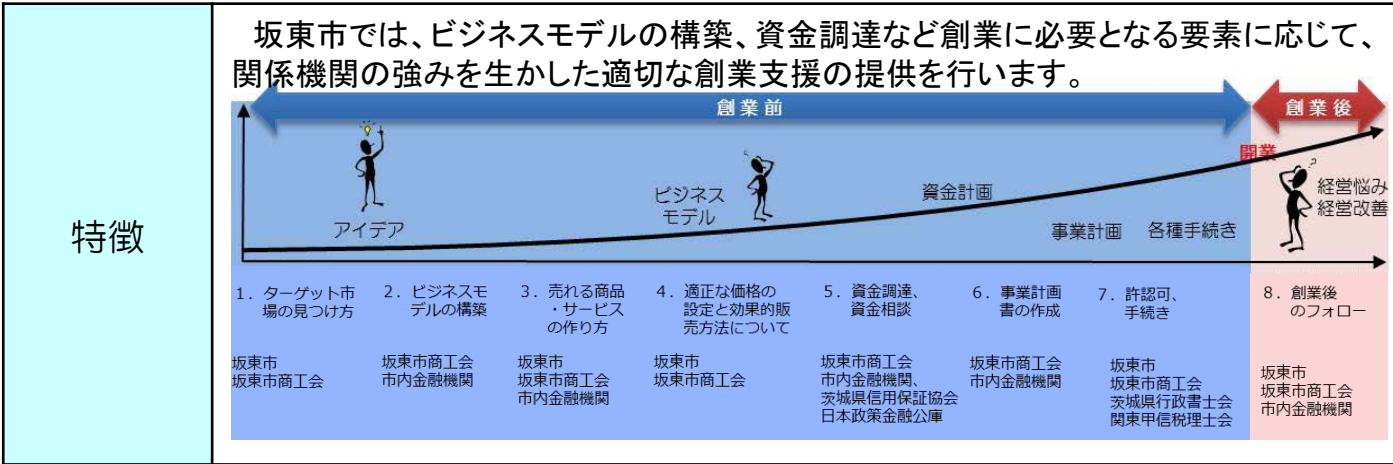 特徴
坂東市では、ビジネスモデルの構築、資金調達など創業に必要となる要素に応じて、
関係機関の強みを生かした適切な創業支援の提供を行います。
創業前
創業後
開業
アイデア
ビジネス
モデル
資金計画
事業計画
各種手続き
経営悩み
経営改善
1．ターゲット市
場の見つけ方
坂東市
坂東市商工会
2．ビジネスモ
デルの構築
坂東市商工会
市内金融機関
3．売れる商品
・サービス
の作り方
坂東市
坂東市商工会
市内金融機関
4．適正な価格の
設定と効果的販
売方法について
坂東市
坂東市商工会
5．資金調達、
資金相談
坂東市商工会
市内金融機関、
茨城県信用保証協会
日本政策金融公庫
6．事業計画
書の作成
坂東市商工会
市内金融機関
7．許認可、
手続き
坂東市
坂東市商工会
茨城県行政書士会
関東甲信税理士会
8．創業後
のフォロー
坂東市
坂東市商工会
市内金融機関